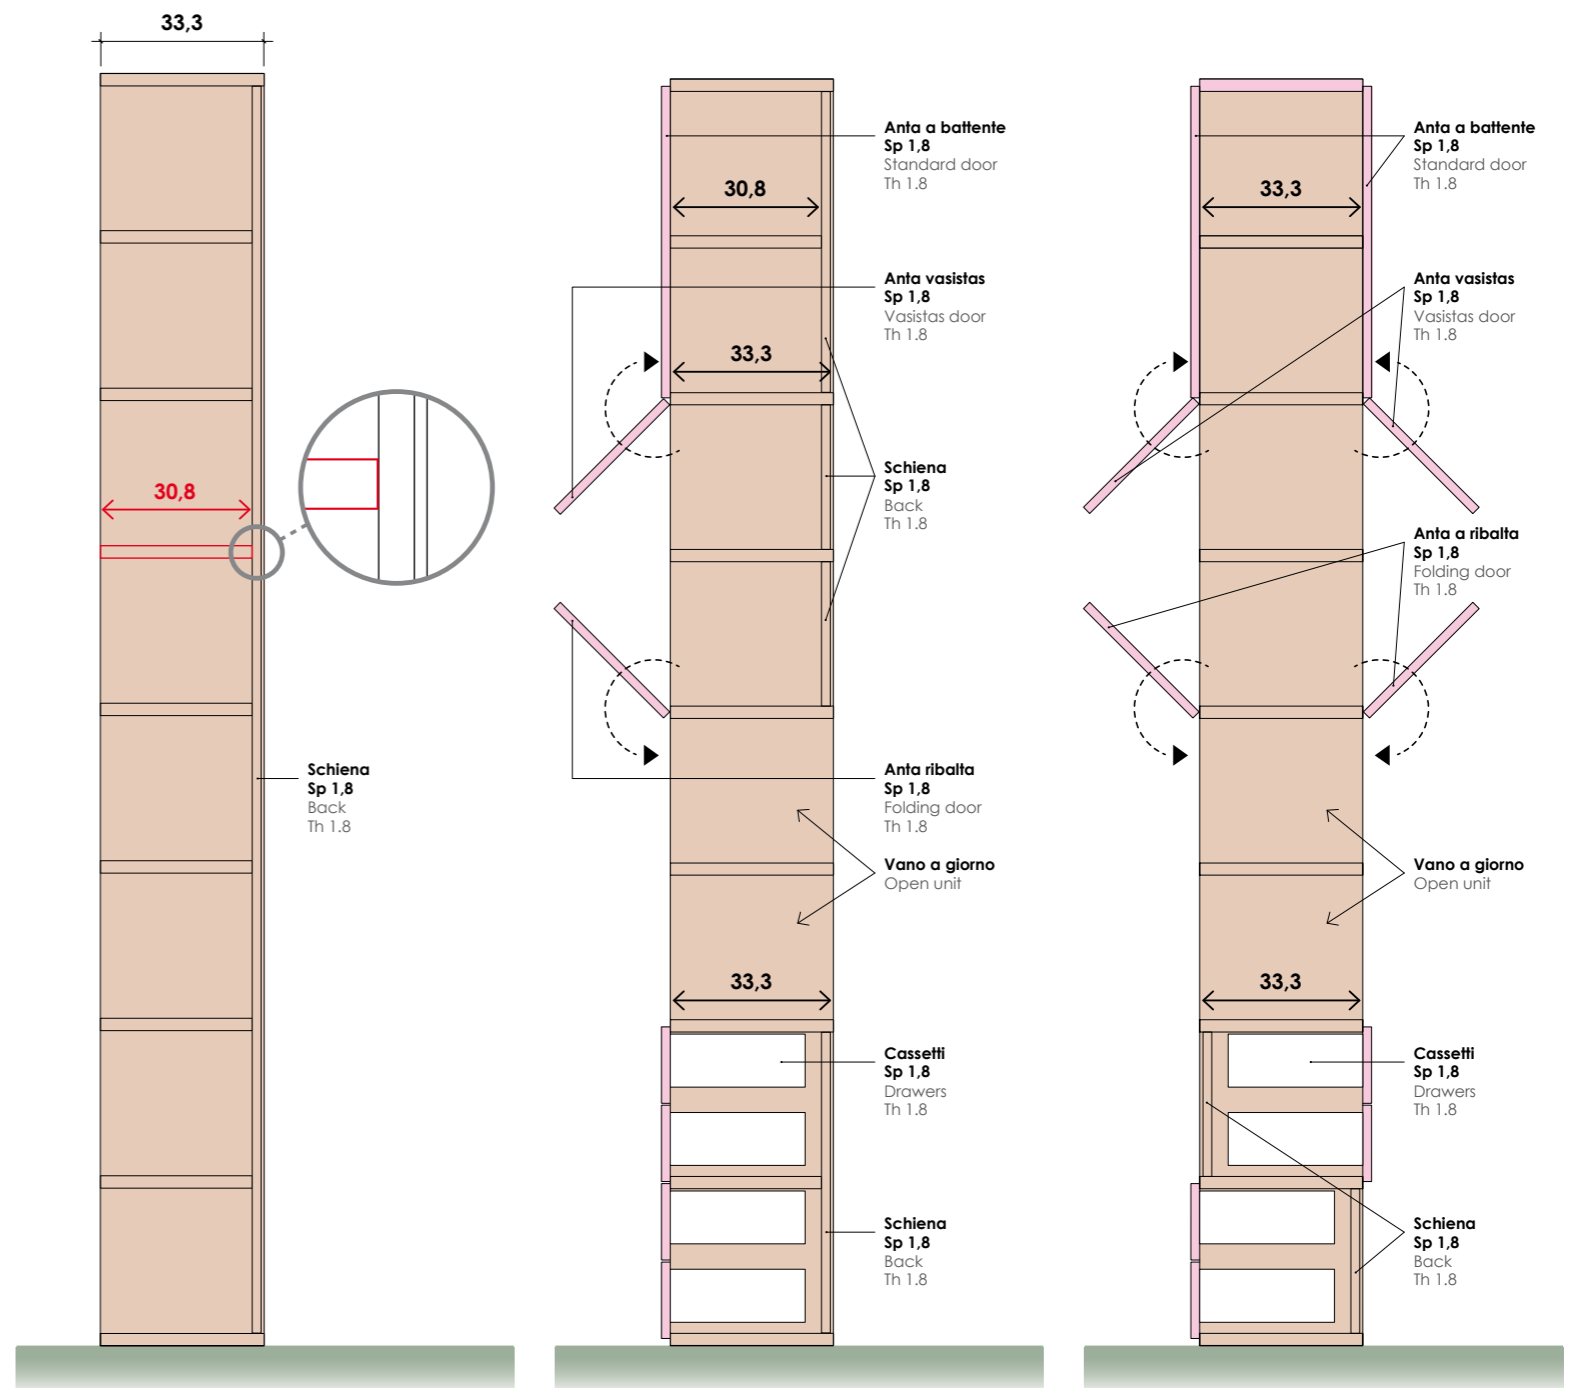 33,3
30,8
Schiena
Sp 1,8
Back
Th 1.8
Anta a battente
Sp 1,8
Standard door
Th 1.8
30,8
Anta vasistas
Sp 1,8
Vasistas door
Th 1.8
33,3
Schiena
Sp 1,8
Back
Th 1.8
Anta ribalta
Sp 1,8
Folding door
Th 1.8
Vano a giorno
Open unit
33,3
Cassetti
Sp 1,8
Drawers
Th 1.8
Schiena
Sp 1,8
Back
Th 1.8
Anta a battente
Sp 1,8
Standard door
Th 1.8
33,3
Anta vasistas
Sp 1,8
Vasistas door
Th 1.8
Anta a ribalta
Sp 1,8
Folding door
Th 1.8
Vano a giorno
Open unit
33,3
Cassetti
Sp 1,8
Drawers
Th 1.8
Schiena
Sp 1,8
Back
Th 1.8